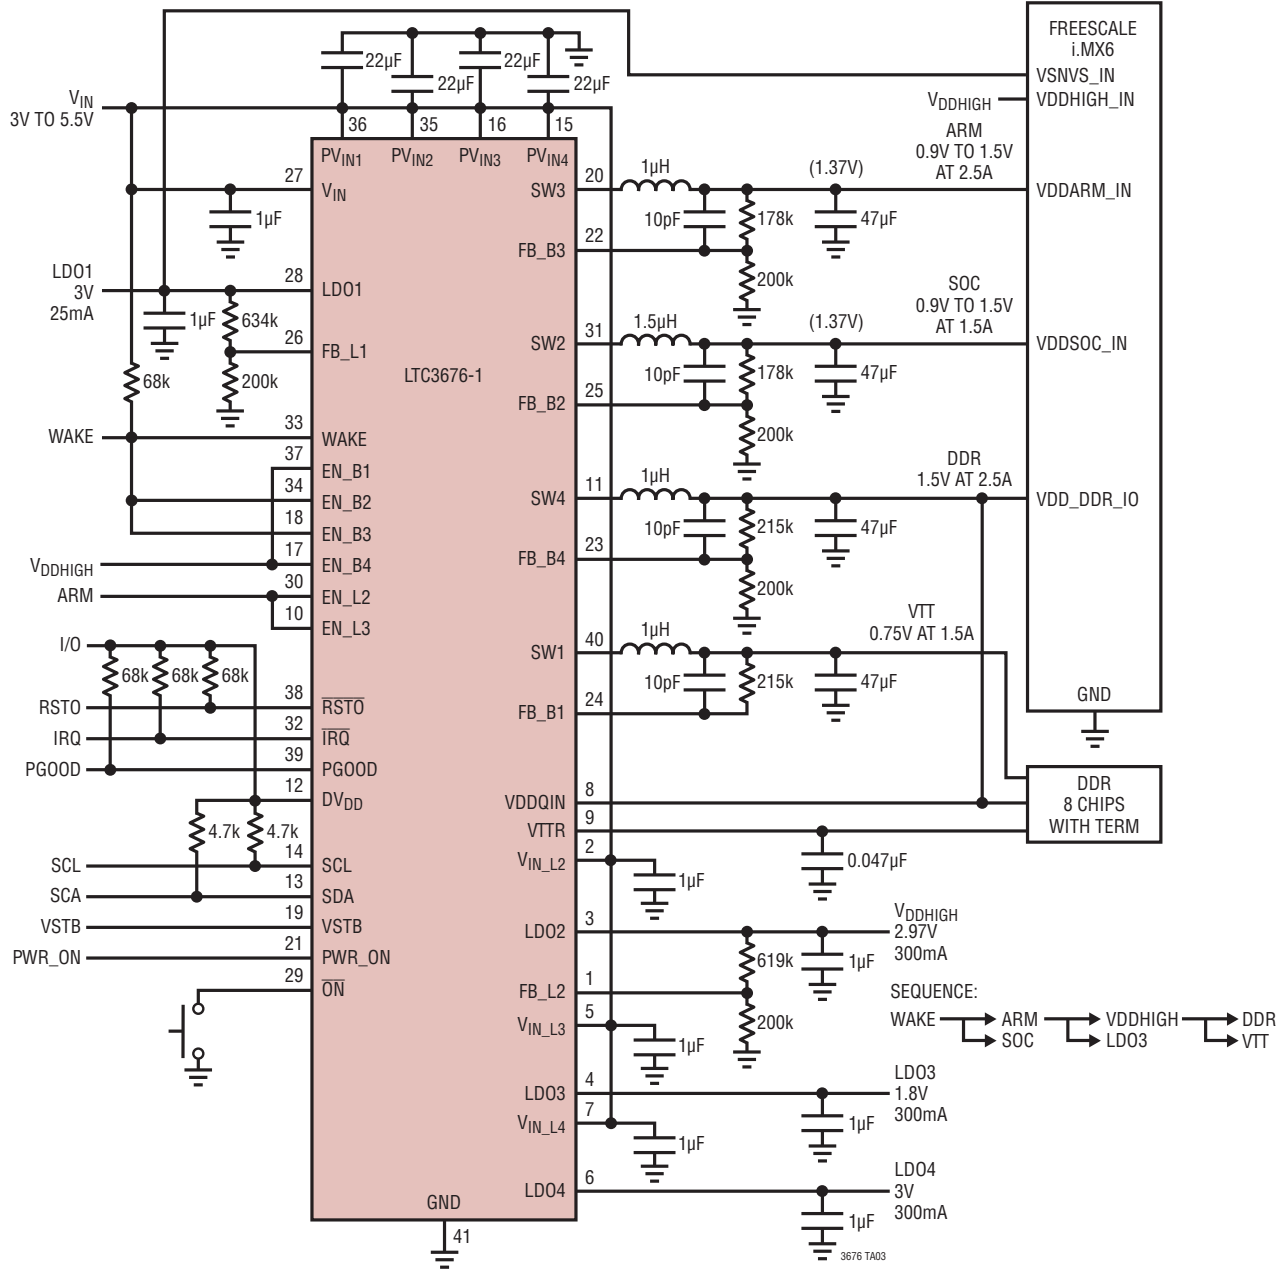 FREESCALE
i.MX6
VSNVS_IN
VDDHIGH VDDHIGH_IN
ARM
0.9V TO 1.5V
AT 2.5A
VDDARM_IN
SOC
0.9V TO 1.5V
AT 1.5A
VDDSOC_IN
DDR
1.5V AT 2.5A
VDD_DDR_IO
VTT
0.75V AT 1.5A
GND
DDR
8 CHIPS
WITH TERM
22µF
22µF
22µF
22µF
VIN
3V TO 5.5V
36
35
16
15
PVIN1
PVIN2
PVIN3
PVIN4
27
VIN
1µF
LDO1
3V
25mA
28
LDO1
1µF
634k
26
FB_L1
68k
200k
LTC3676-1
WAKE
33
WAKE
37
EN_B1
34
EN_B2
18
EN_B3
VDDHIGH
17
EN_B4
ARM
30
EN_L2
10
EN_L3
I/O
68k
68k
68k
RSTO
38
RSTO
IRQ
32
IRQ
PGOOD
39
PGOOD
12
DVDD
4.7k
4.7k
SCL
14
SCL
SCA
13
SDA
VSTB
19
VSTB
PWR_ON
21
PWR_ON
29
ON
GND
41
SW3
20
1µH
(1.37V)
10pF
178k
47µF
FB_B3
22
200k
SW2
31
1.5µH
(1.37V)
10pF
178k
47µF
FB_B2
25
200k
SW4
11
1µH
10pF
215k
47µF
FB_B4
23
200k
SW1
40
1µH
10pF
215k
47µF
FB_B1
24
VDDQIN
8
VTTR
9
0.047µF
VIN_L2
2
1µF
LDO2
3
VDDHIGH
2.97V
300mA
619k
1µF
FB_L2
1
200k
VIN_L3
5
1µF
SEQUENCE:
WAKE ARM VDDHIGH DDR
SOC LDO3 VTT
LDO3
4
LDO3
1.8V
300mA
1µF
VIN_L4
7
1µF
LDO4
6
LDO4
3V
300mA
1µF
3676 TA03